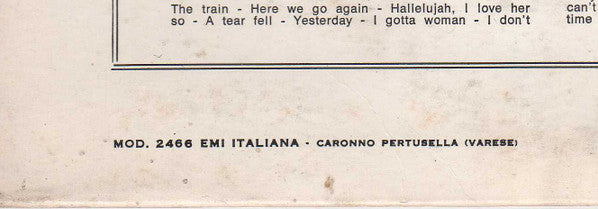 The train - Here we go again - Hallelujah, I love her
so - A tear fell - Yesterday - I gotta woman - I don't
can't
time
MOD. 2466 EMI ITALIANA - CARONNO PERTUSELLA (VARESE)